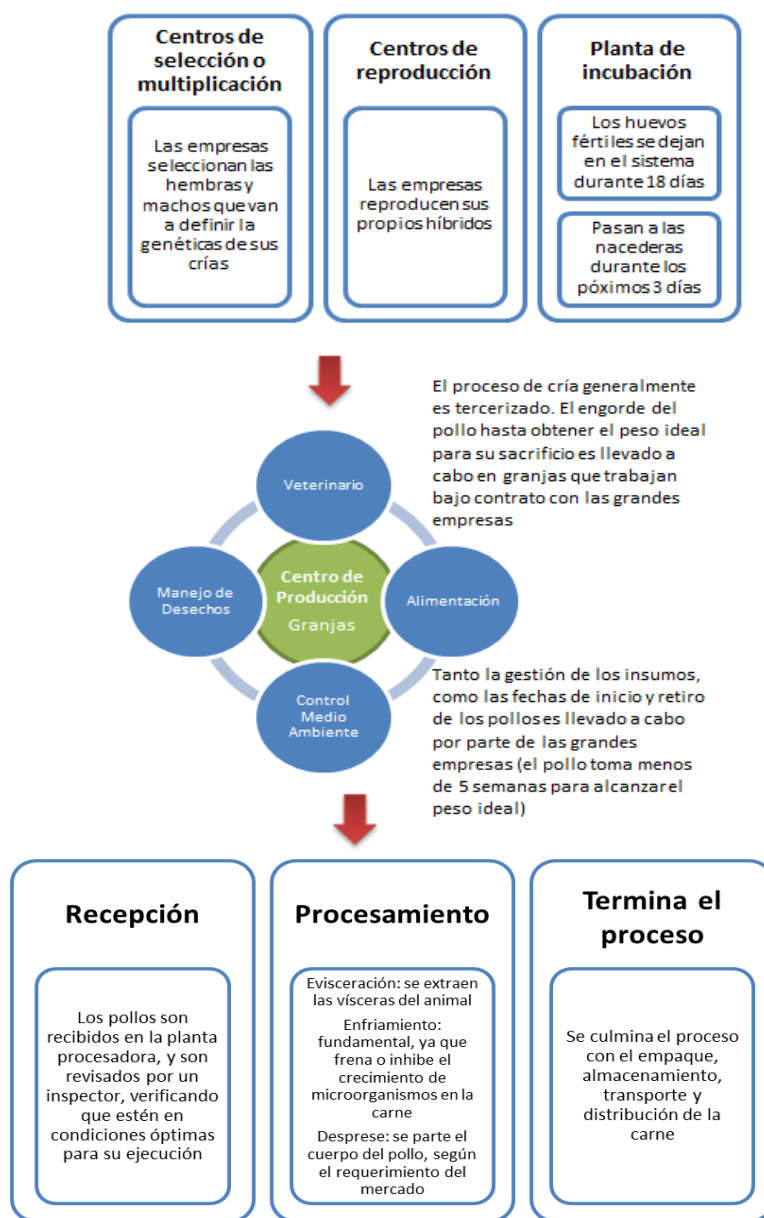 Centros de
selección o
multiplicación
Las empresas
seleccionan las
hembras y
machos que van
a definir la
genéticas de sus
crías
Centros de
reproducción
Las empresas
reproducen sus
propios híbridos
Planta de
incubación
Los huevos
fértiles se dejan
en el sistema
durante 18 días
Pasan a las
nacederas
durante los
póximos 3 días
El proceso de cría generalmente
es tercerizado. El engorde del
pollo hasta obtener el peso ideal
para su sacrificio es llevado a
cabo en granjas que trabajan
bajo contrato con las grandes
empresas
Veterinario
Manejo de
Desechos
Centro de
Producción
Granjas
Alimentación
Control
Medio
Ambiente
Tanto la gestión de los insumos,
como las fechas de inicio y retiro
de los pollos es llevado a cabo
por parte de las grandes
empresas (el pollo toma menos
de 5 semanas para alcanzar el
peso ideal)
Recepción
Los pollos son
recibidos en la planta
procesadora, y son
revisados por un
inspector, verificando
que estén en
condiciones óptimas
para su ejecución
Procesamiento
Evisceración: se extraen
las vísceras del animal
Enfriamiento:
fundamental, ya que
frena o inhibe el
crecimiento de
microorganismos en la
carne
Desprese: se parte el
cuerpo del pollo, según
el requerimiento del
mercado
Termina el
proceso
Se culmina el proceso
con el empaque,
almacenamiento,
transporte y
distribución de la
carne